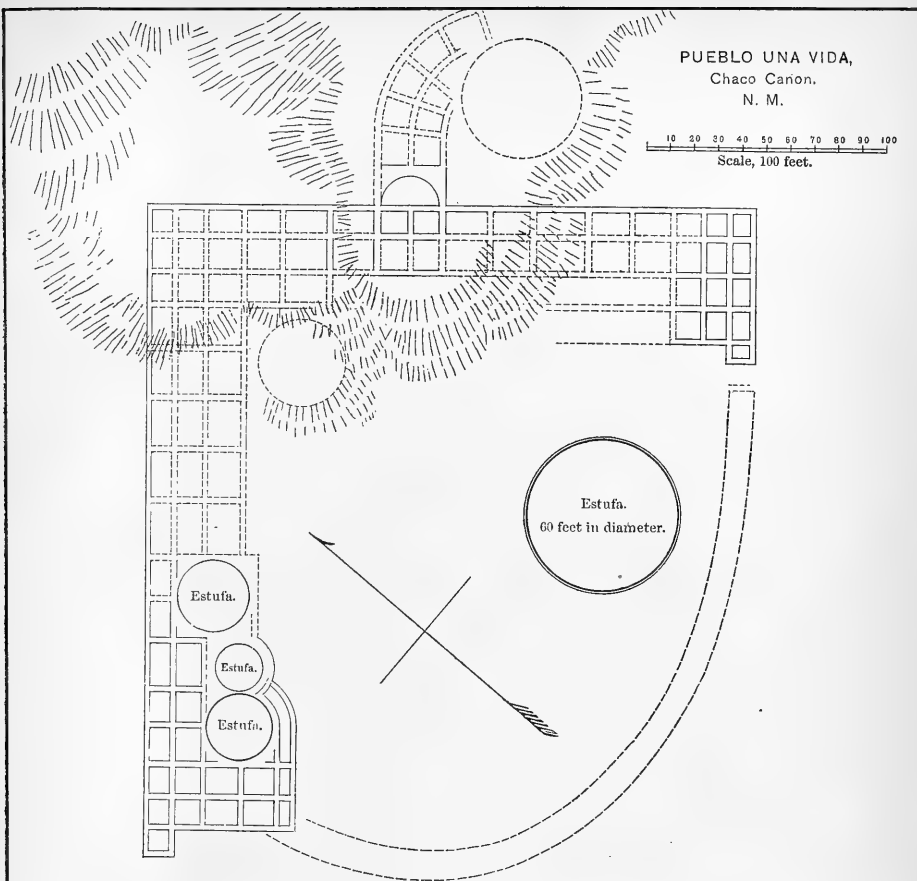 PUEBLO UNA VIDA,
Chaco Cañon.
N. M.
10 20 30 40 50 60 70 80 90 100
Scale, 100 feet.
Estufa.
60 feet in diameter.
Estufa.
Estufa.
Estufa.